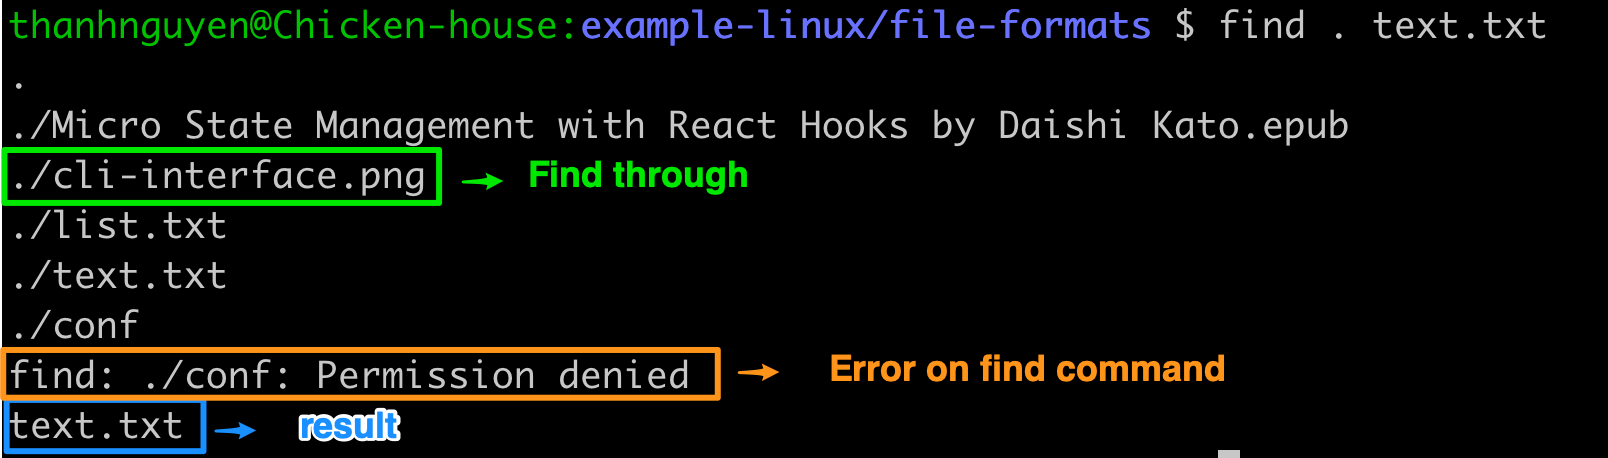 thanhnguyen@Chicken-house:example-linux/file-formats $ find . text.txt
.
./Micro State Management with React Hooks by Daishi Kato.epub
./cli-interface.png Find through
./list.txt
./text.txt
./conf
find: ./conf: Permission denied Error on find command
text.txt result